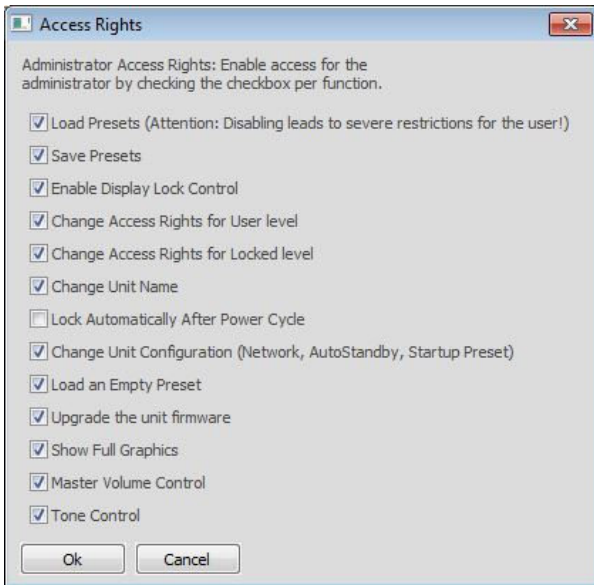 Access Rights
Administrator Access Rights: Enable access for the
administrator by checking the checkbox per function.
Load Presets (Attention: Disabling leads to severe restrictions for the user!)
Save Presets
Enable Display Lock Control
Change Access Rights for User level
Change Access Rights for Locked level
Change Unit Name
Lock Automatically After Power Cycle
Change Unit Configuration (Network, AutoStandby, Startup Preset)
Load an Empty Preset
Upgrade the unit firmware
Show Full Graphics
Master Volume Control
Tone Control
Ok Cancel